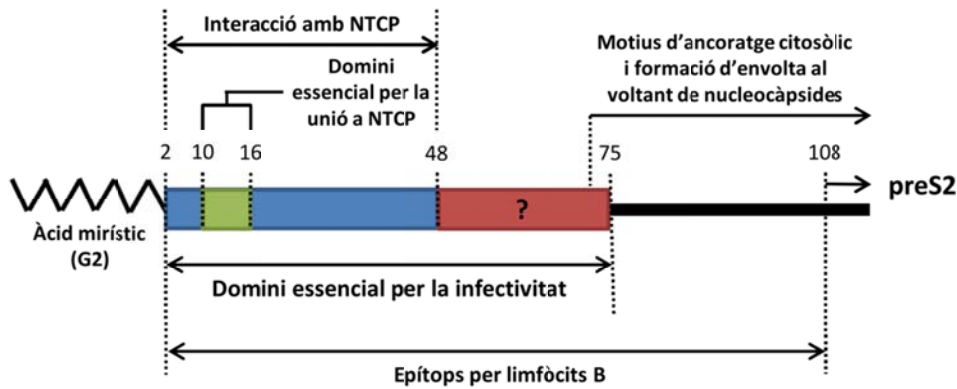 Interacció amb NTCP
Domini
essencial per la
unió a NTCP
Motius d'ancoratge citosòlic
i formació d'envolta al
voltant de nucleocàpsides
2 10 16 48 75 108
preS2
?
Àcid mirístic
(G2)
Domini essencial per la infectivitat
Epítops per limfòcits B